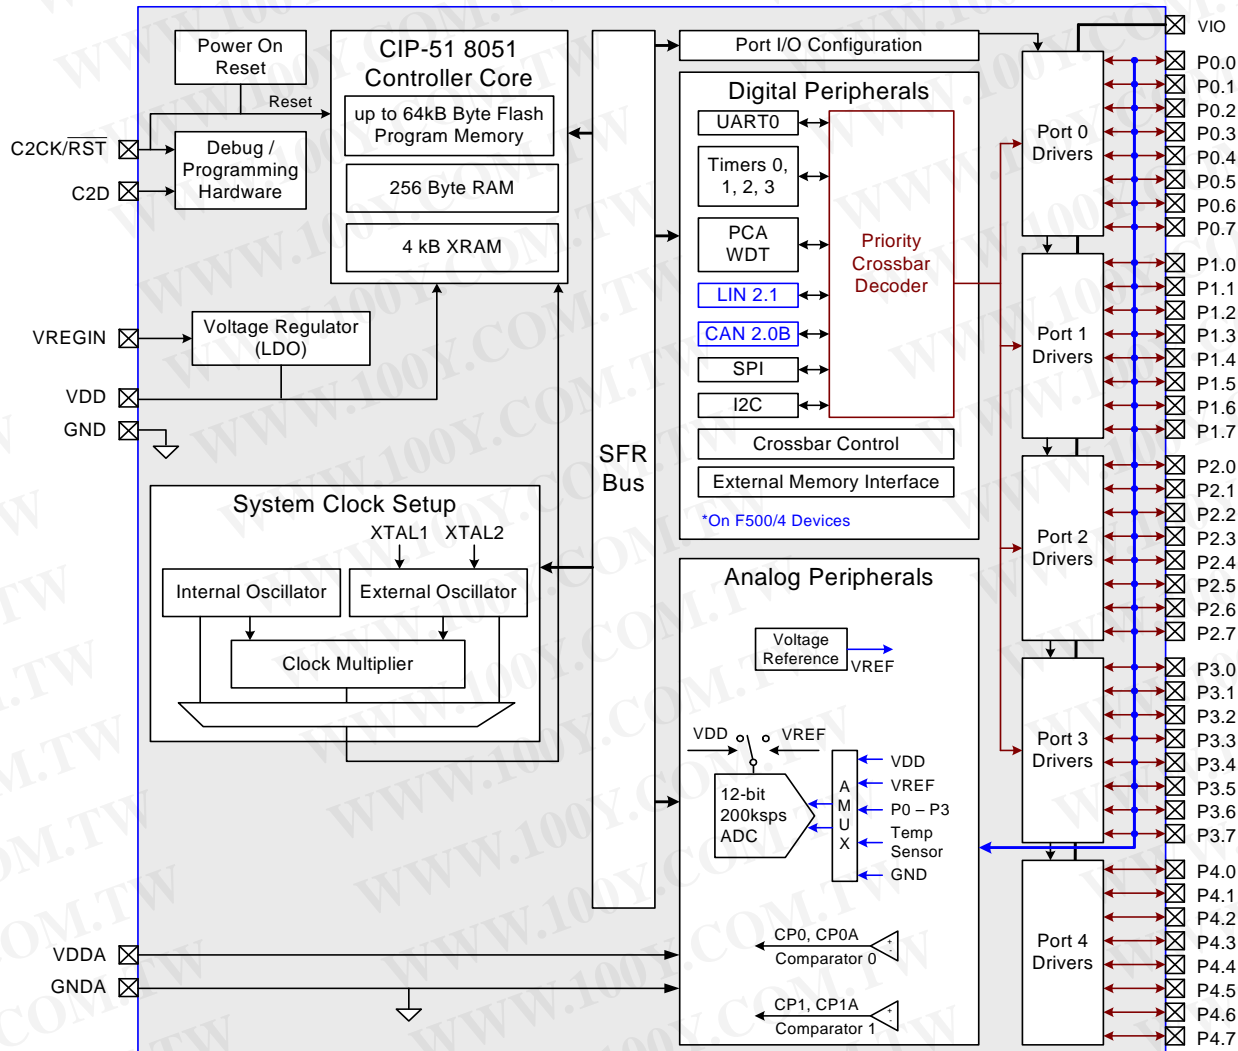 Power On
Reset
Reset
C2CK/RST
C2D
Debug /
Programming
Hardware
CIP-51 8051
Controller Core
up to 64kB Byte Flash
Program Memory
256 Byte RAM
4 kB XRAM
VREGIN
Voltage Regulator
(LDO)
VDD
GND
System Clock Setup
XTAL1 XTAL2
Internal Oscillator
External Oscillator
Clock Multiplier
VDDA
GNDA
SFR
Bus
Port I/O Configuration
Digital Peripherals
UART0
Timers 0,
1, 2, 3
PCA
WDT
LIN 2.1
CAN 2.0B
SPI
I2C
Priority
Crossbar
Decoder
Crossbar Control
External Memory Interface
*On F500/4 Devices
Analog Peripherals
Voltage
Reference
VREF
VDD
VREF
12-bit
200ksps
ADC
A
M
U
X
VDD
VREF
P0 – P3
Temp
Sensor
GND
CP0, CP0A
Comparator 0
+
-
CP1, CP1A
Comparator 1
+
-
Port 0
Drivers
Port 1
Drivers
Port 2
Drivers
Port 3
Drivers
Port 4
Drivers
VIO
P0.0
P0.1
P0.2
P0.3
P0.4
P0.5
P0.6
P0.7
P1.0
P1.1
P1.2
P1.3
P1.4
P1.5
P1.6
P1.7
P2.0
P2.1
P2.2
P2.3
P2.4
P2.5
P2.6
P2.7
P3.0
P3.1
P3.2
P3.3
P3.4
P3.5
P3.6
P3.7
P4.0
P4.1
P4.2
P4.3
P4.4
P4.5
P4.6
P4.7
WWW.100Y.COM.TW